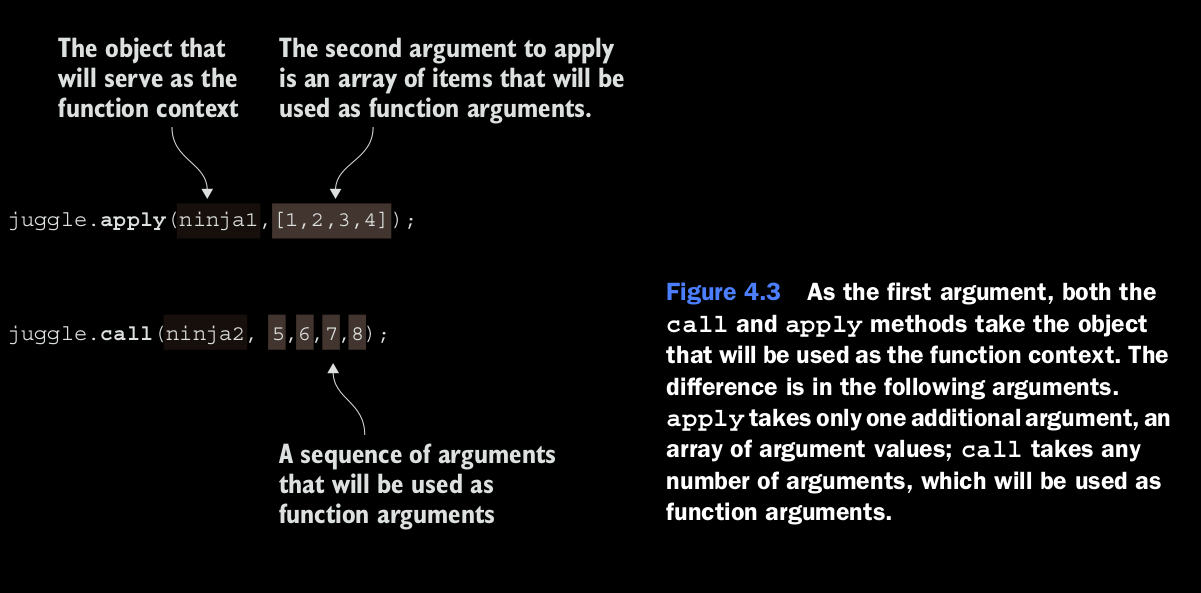 The object that
will serve as the
function context
The second argument to apply
is an array of items that will be
used as function arguments.
juggle.apply(ninja1,[1,2,3,4]);
juggle.call(ninja2, 5,6,7,8);
A sequence of arguments
that will be used as
function arguments
Figure 4.3 As the first argument, both the
call and apply methods take the object
that will be used as the function context. The
difference is in the following arguments.
apply takes only one additional argument, an
array of argument values; call takes any
number of arguments, which will be used as
function arguments.